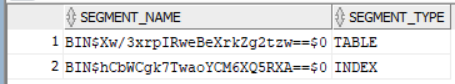 SEGMENT_NAME SEGMENT_TYPE
1 BIN$Xw/3xrpIRweBeXrkZg2tzw==$0 TABLE
2 BIN$hCbWCgk7TwaoYCM6XQ5RXA==$0 INDEX